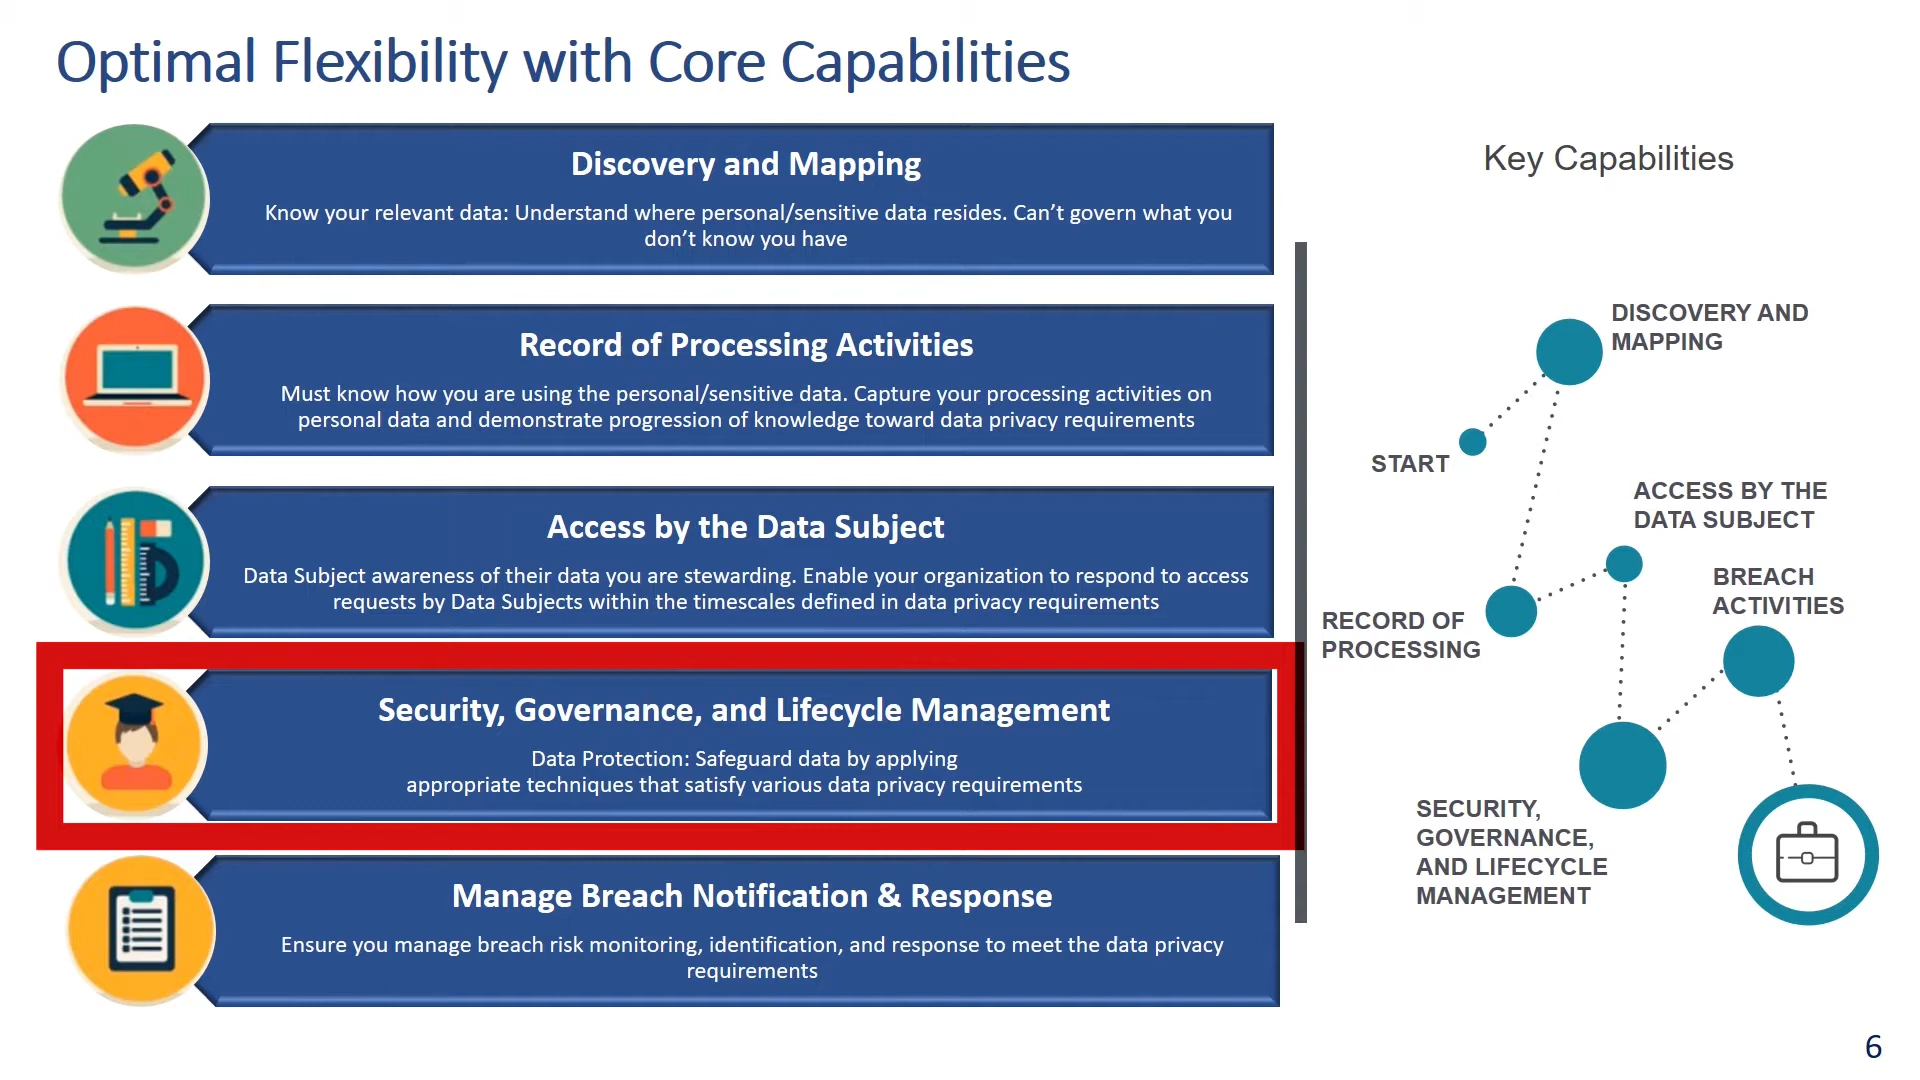 Optimal Flexibility with Core Capabilities
Discovery and Mapping
Know your relevant data: Understand where personal/sensitive data resides. Can’t govern what you
don’t know you have
Record of Processing Activities
Must know how you are using the personal/sensitive data. Capture your processing activities on
personal data and demonstrate progression of knowledge toward data privacy requirements
Access by the Data Subject
Data Subject awareness of their data you are stewarding. Enable your organization to respond to access
requests by Data Subjects within the timescales defined in data privacy requirements
Security, Governance, and Lifecycle Management
Data Protection: Safeguard data by applying
appropriate techniques that satisfy various data privacy requirements
Manage Breach Notification & Response
Ensure you manage breach risk monitoring, identification, and response to meet the data privacy
requirements
Key Capabilities
DISCOVERY AND
MAPPING
START
ACCESS BY THE
DATA SUBJECT
BREACH
ACTIVITIES
RECORD OF
PROCESSING
SECURITY,
GOVERNANCE,
AND LIFECYCLE
MANAGEMENT
6